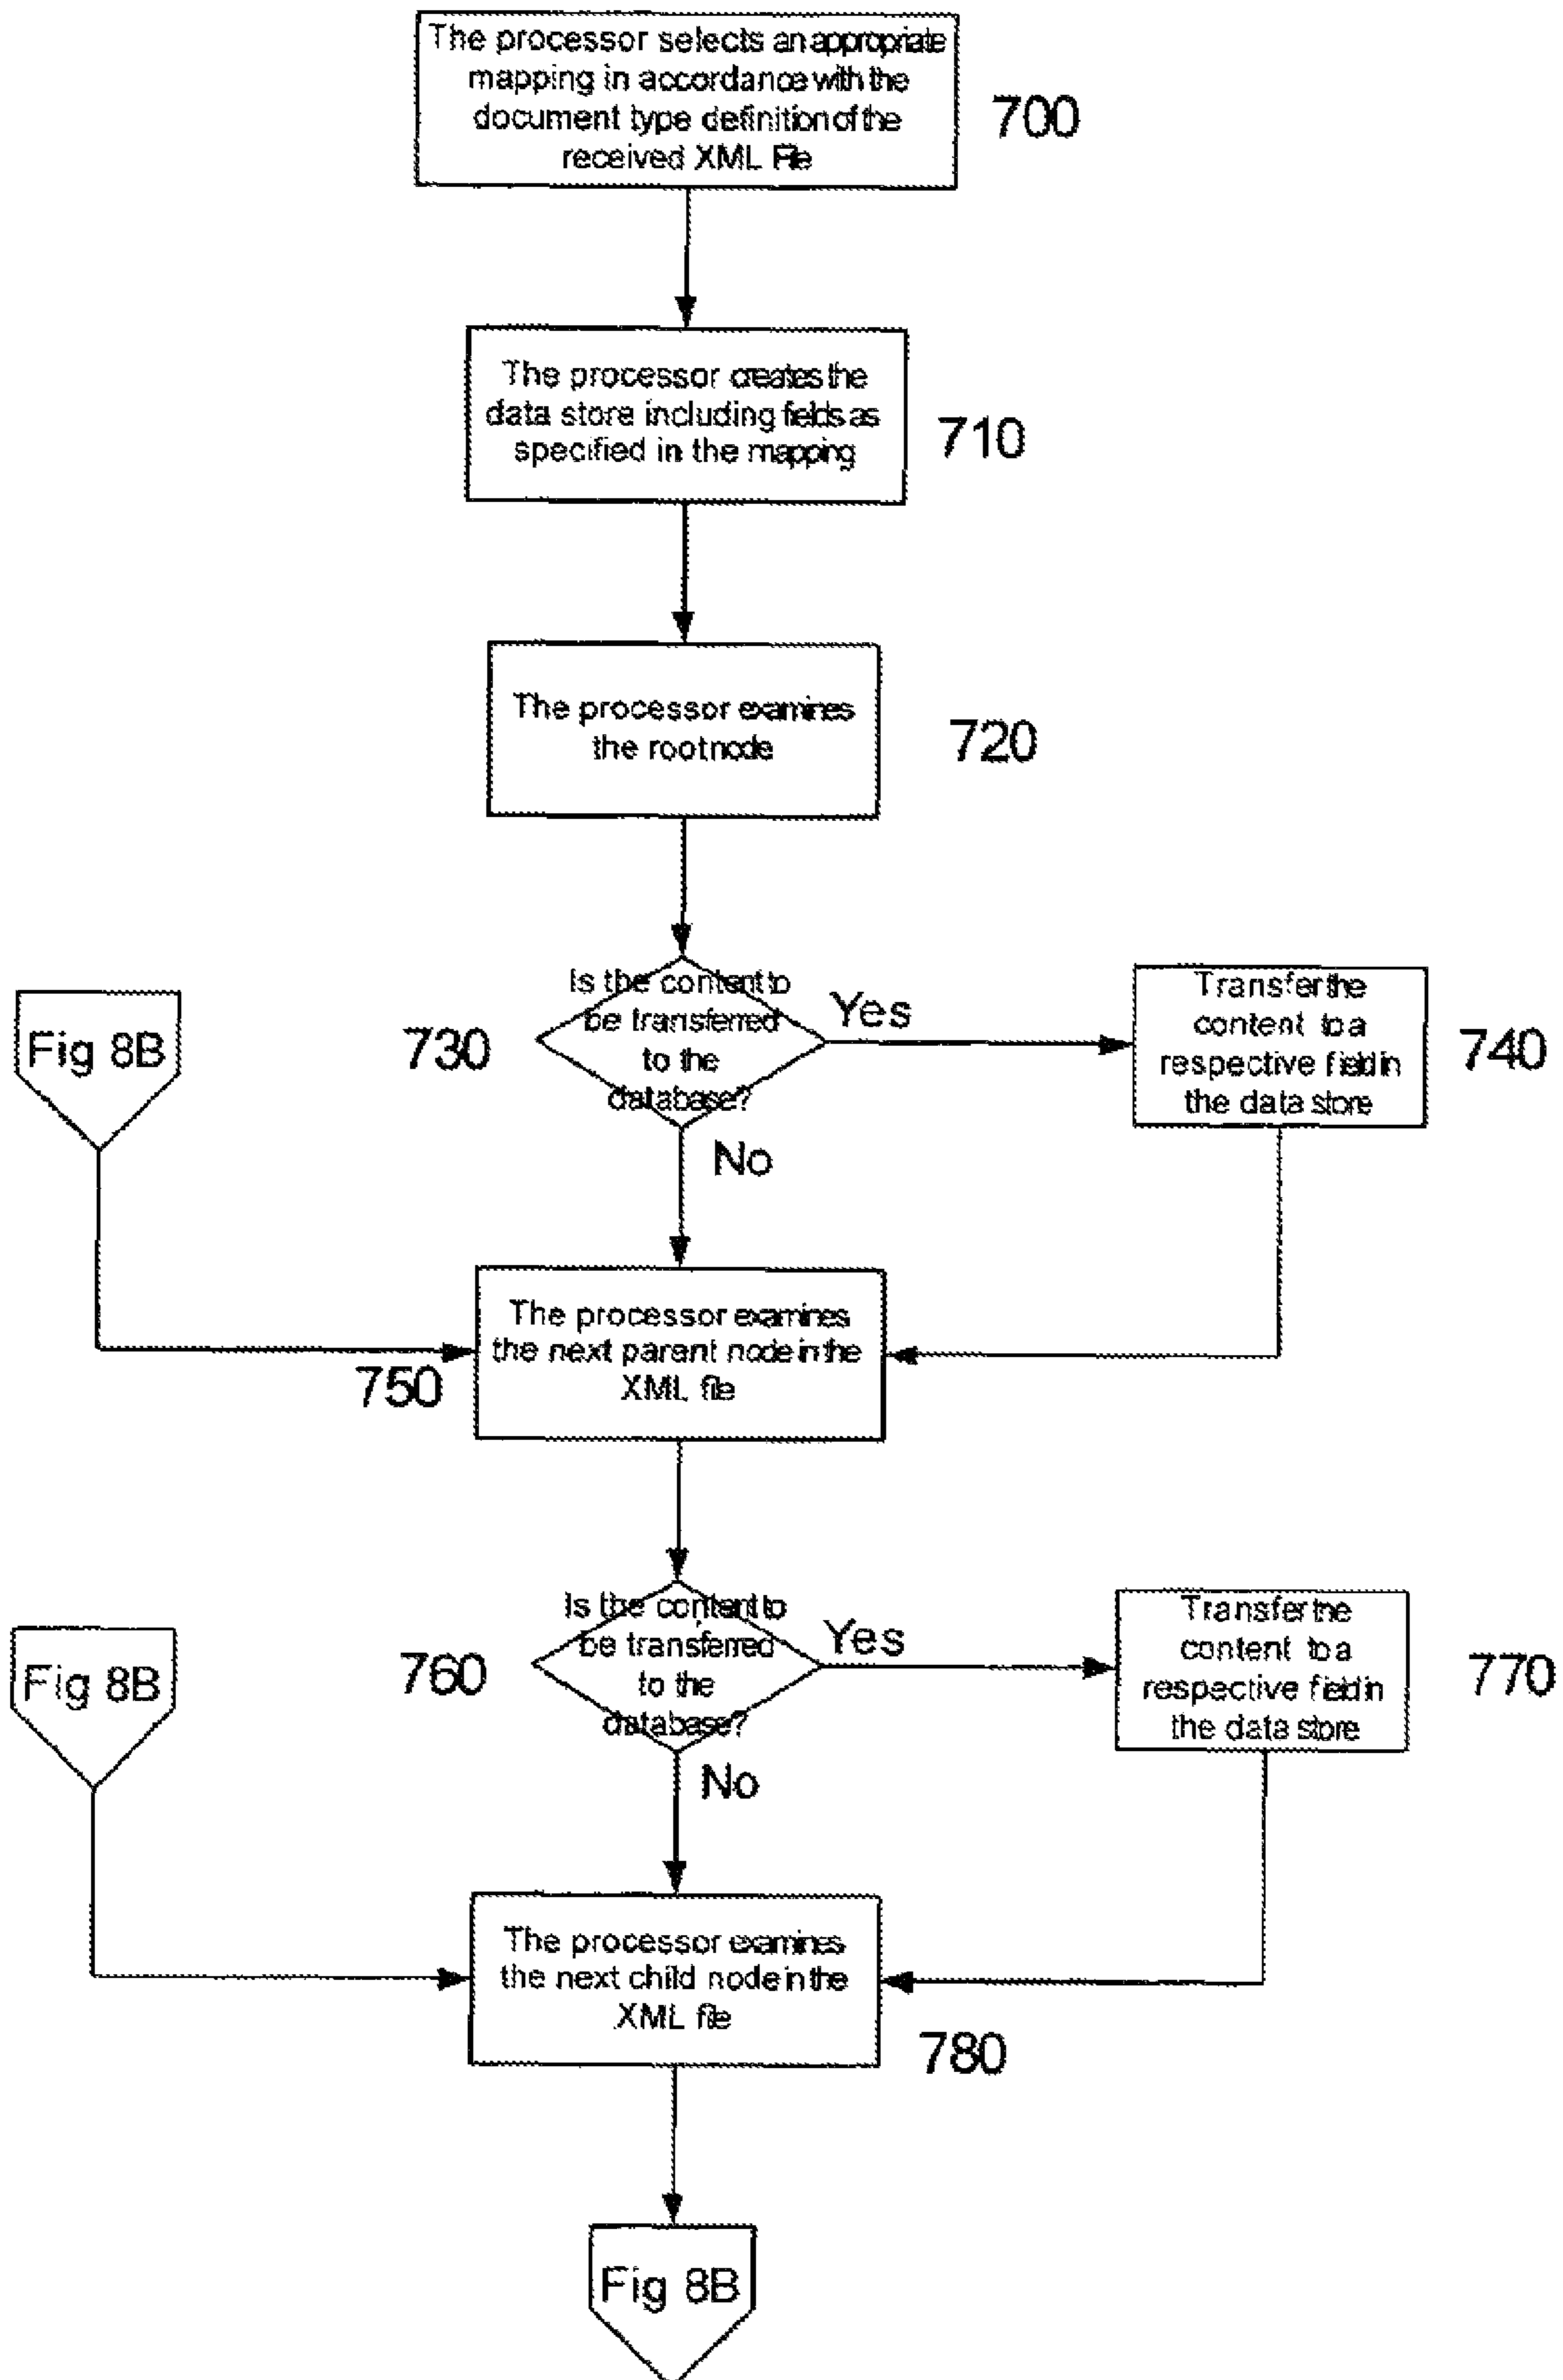 The processor selects an appropriate
mapping in accordance with the
document type definition of the
received XML File
700
The processor creates the
data store including fields as
specified in the mapping
710
The processor examines
the root node
720
Is the content to
be transferred
to the
database?
730
Yes
No
Transfer the
content to a
respective field in
the data store
740
Fig 8B
The processor examines
the next parent node in the
XML file
750
Is the content to
be transferred
to the
database?
760
Yes
No
Transfer the
content to a
respective field in
the data store
770
Fig 8B
The processor examines
the next child node in the
XML file
780
Fig 8B